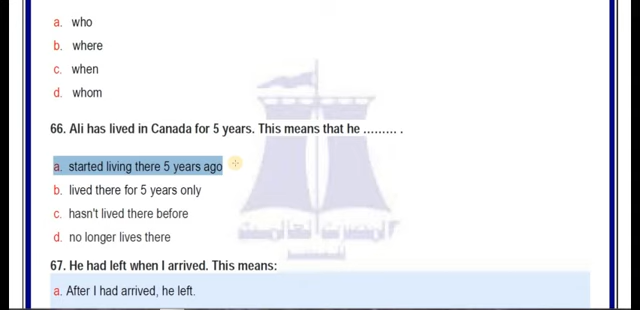 a. who
b. where
c. when
d. whom
66. Ali has lived in Canada for 5 years. This means that he ......... .
a. started living there 5 years ago
b. lived there for 5 years only
c. hasn't lived there before
d. no longer lives there
67. He had left when I arrived. This means:
a. After I had arrived, he left.